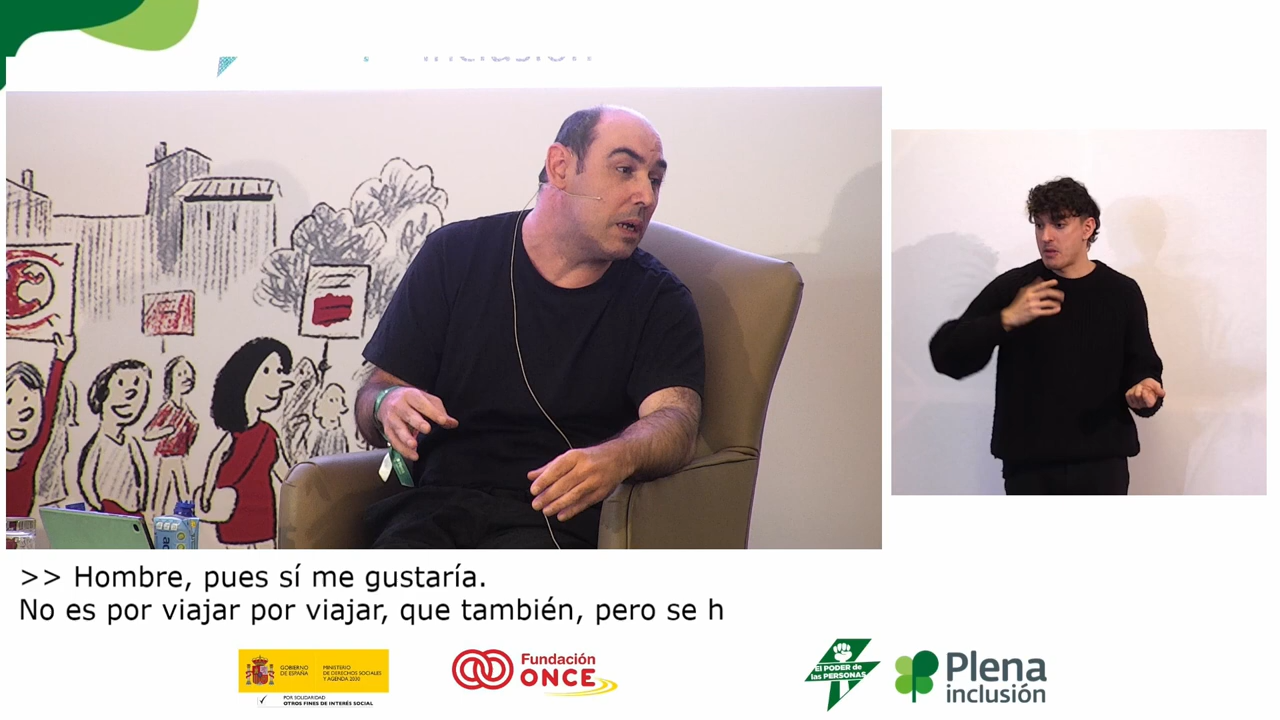 inclusión
>> Hombre, pues sí me gustaría.
No es por viajar por viajar, que también, pero se h
GOBIERNO
DE ESPAÑA
MINISTERIO
DE DERECHOS SOCIALES
Y AGENDA 2030
POR SOLIDARIDAD
OTROS FINES DE INTERÉS SOCIAL
Fundación
ONCE
El PODER de
las PERSONAS
Plena
inclusión